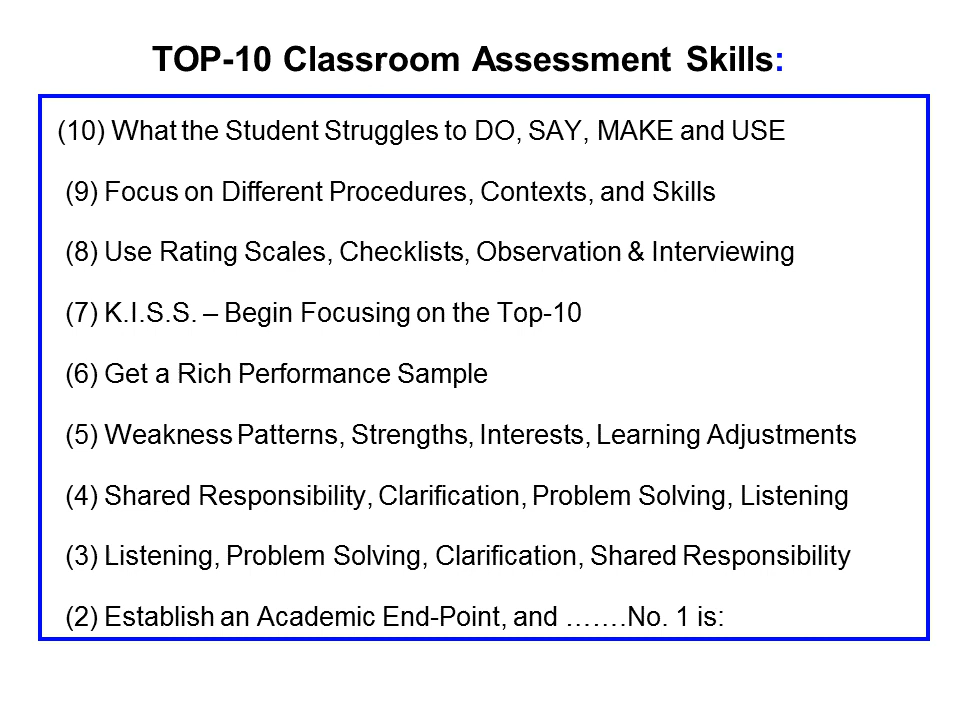 TOP-10 Classroom Assessment Skills:
(10) What the Student Struggles to DO, SAY, MAKE and USE
(9) Focus on Different Procedures, Contexts, and Skills
(8) Use Rating Scales, Checklists, Observation & Interviewing
(7) K.I.S.S. – Begin Focusing on the Top-10
(6) Get a Rich Performance Sample
(5) Weakness Patterns, Strengths, Interests, Learning Adjustments
(4) Shared Responsibility, Clarification, Problem Solving, Listening
(3) Listening, Problem Solving, Clarification, Shared Responsibility
(2) Establish an Academic End-Point, and …….No. 1 is: